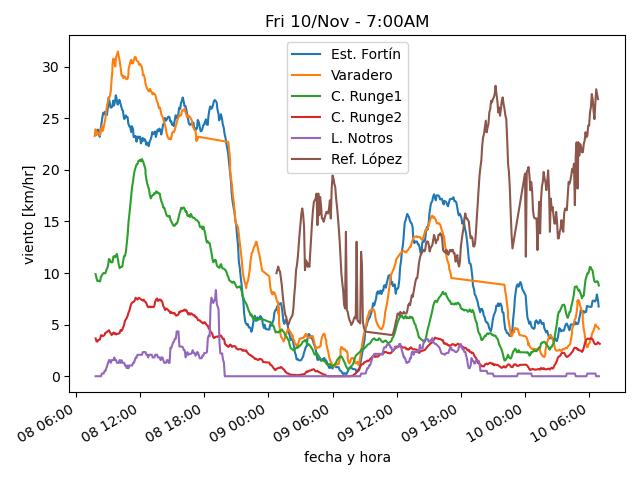 Fri 10/Nov - 7:00AM
Est. Fortín
Varadero
C. Runge1
C. Runge2
L. Notros
Ref. López
viento [km/hr]
30
25
20
15
10
5
0
08 06:00
08 12:00
08 18:00
09 00:00
09 06:00
09 12:00
09 18:00
10 00:00
10 06:00
fecha y hora